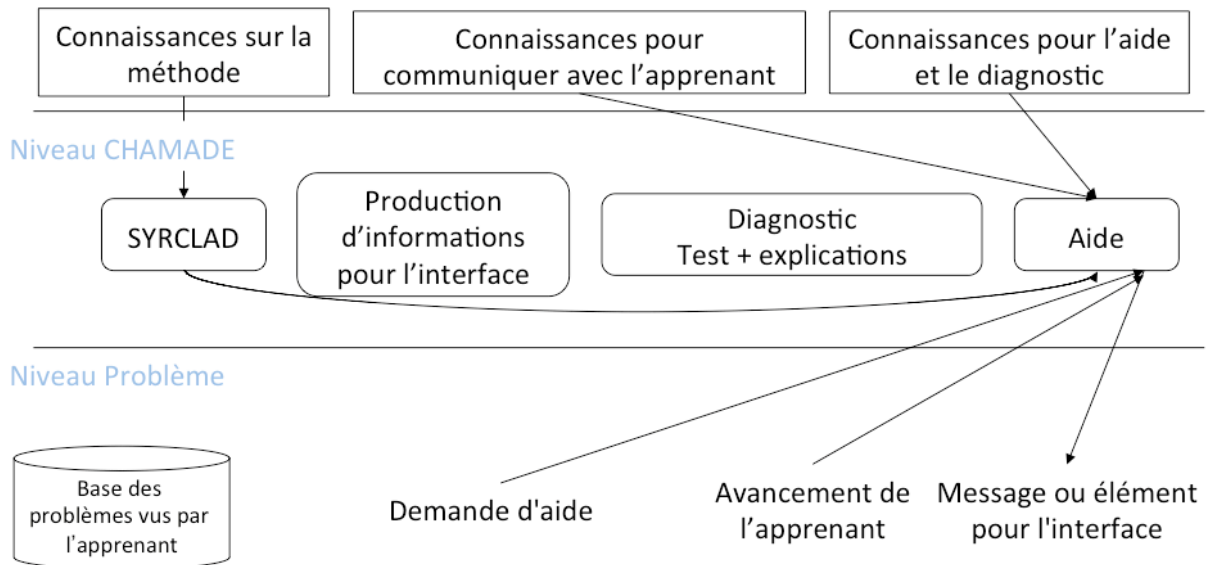 Connaissances sur la
méthode
Connaissances pour
communiquer avec l’apprenant
Connaissances pour l’aide
et le diagnostic
Niveau CHAMADE
SYRCLAD
Production
d’informations
pour l’interface
Diagnostic
Test + explications
Aide
Niveau Problème
Base des
problèmes vus par
l’apprenant
Demande d'aide
Avancement de
l’apprenant
Message ou élément
pour l'interface